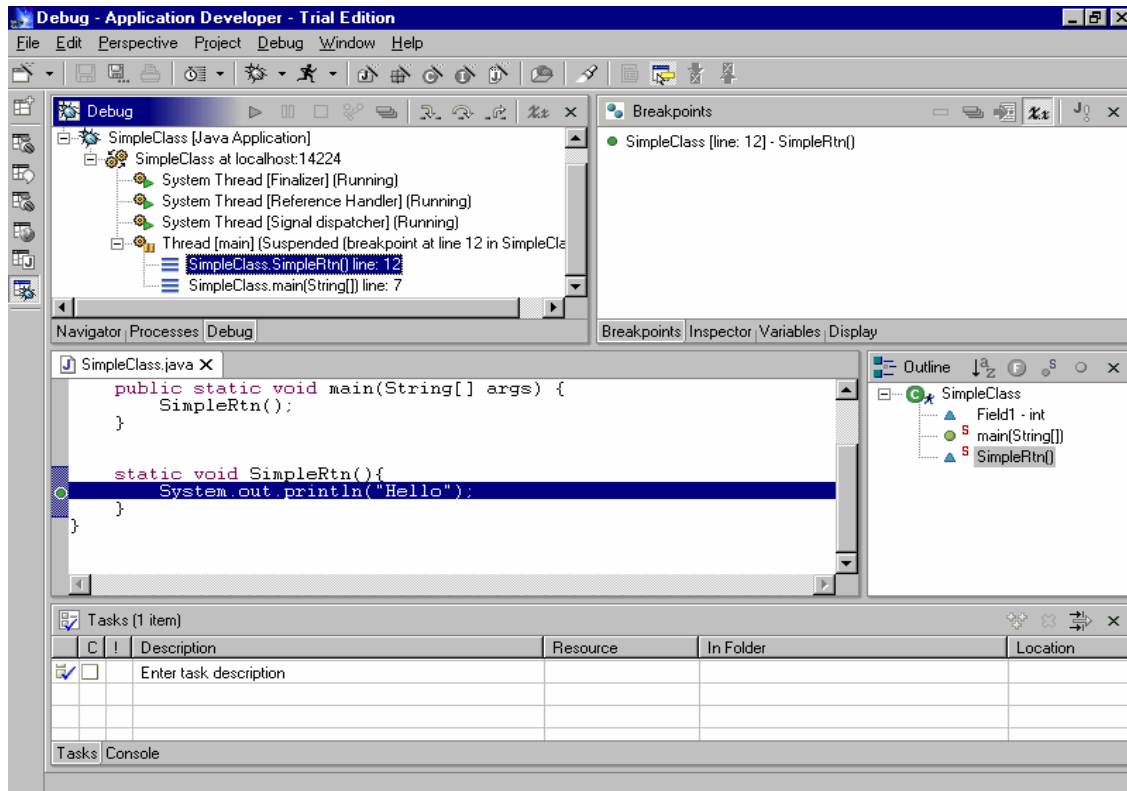 Debug - Application Developer - Trial Edition
File Edit Perspective Project Debug Window Help
Debug
SimpleClass [Java Application]
SimpleClass at localhost:14224
System Thread [Finalizer] (Running)
System Thread [Reference Handler] (Running)
System Thread [Signal dispatcher] (Running)
Thread [main] (Suspended (breakpoint at line 12 in SimpleCla
SimpleClass.SimpleRtn() line: 12
SimpleClass.main(String[]) line: 7
Navigator Processes Debug
Breakpoints
SimpleClass [line: 12] - SimpleRtn()
Breakpoints Inspector Variables Display
SimpleClass.java
public static void main(String[] args) {
SimpleRtn();
}
static void SimpleRtn(){
System.out.println("Hello");
}
}
Outline
SimpleClass
Field1 - int
main(String[])
SimpleRtn()
Tasks (1 item)
C ! Description Resource In Folder Location
Enter task description
Tasks Console